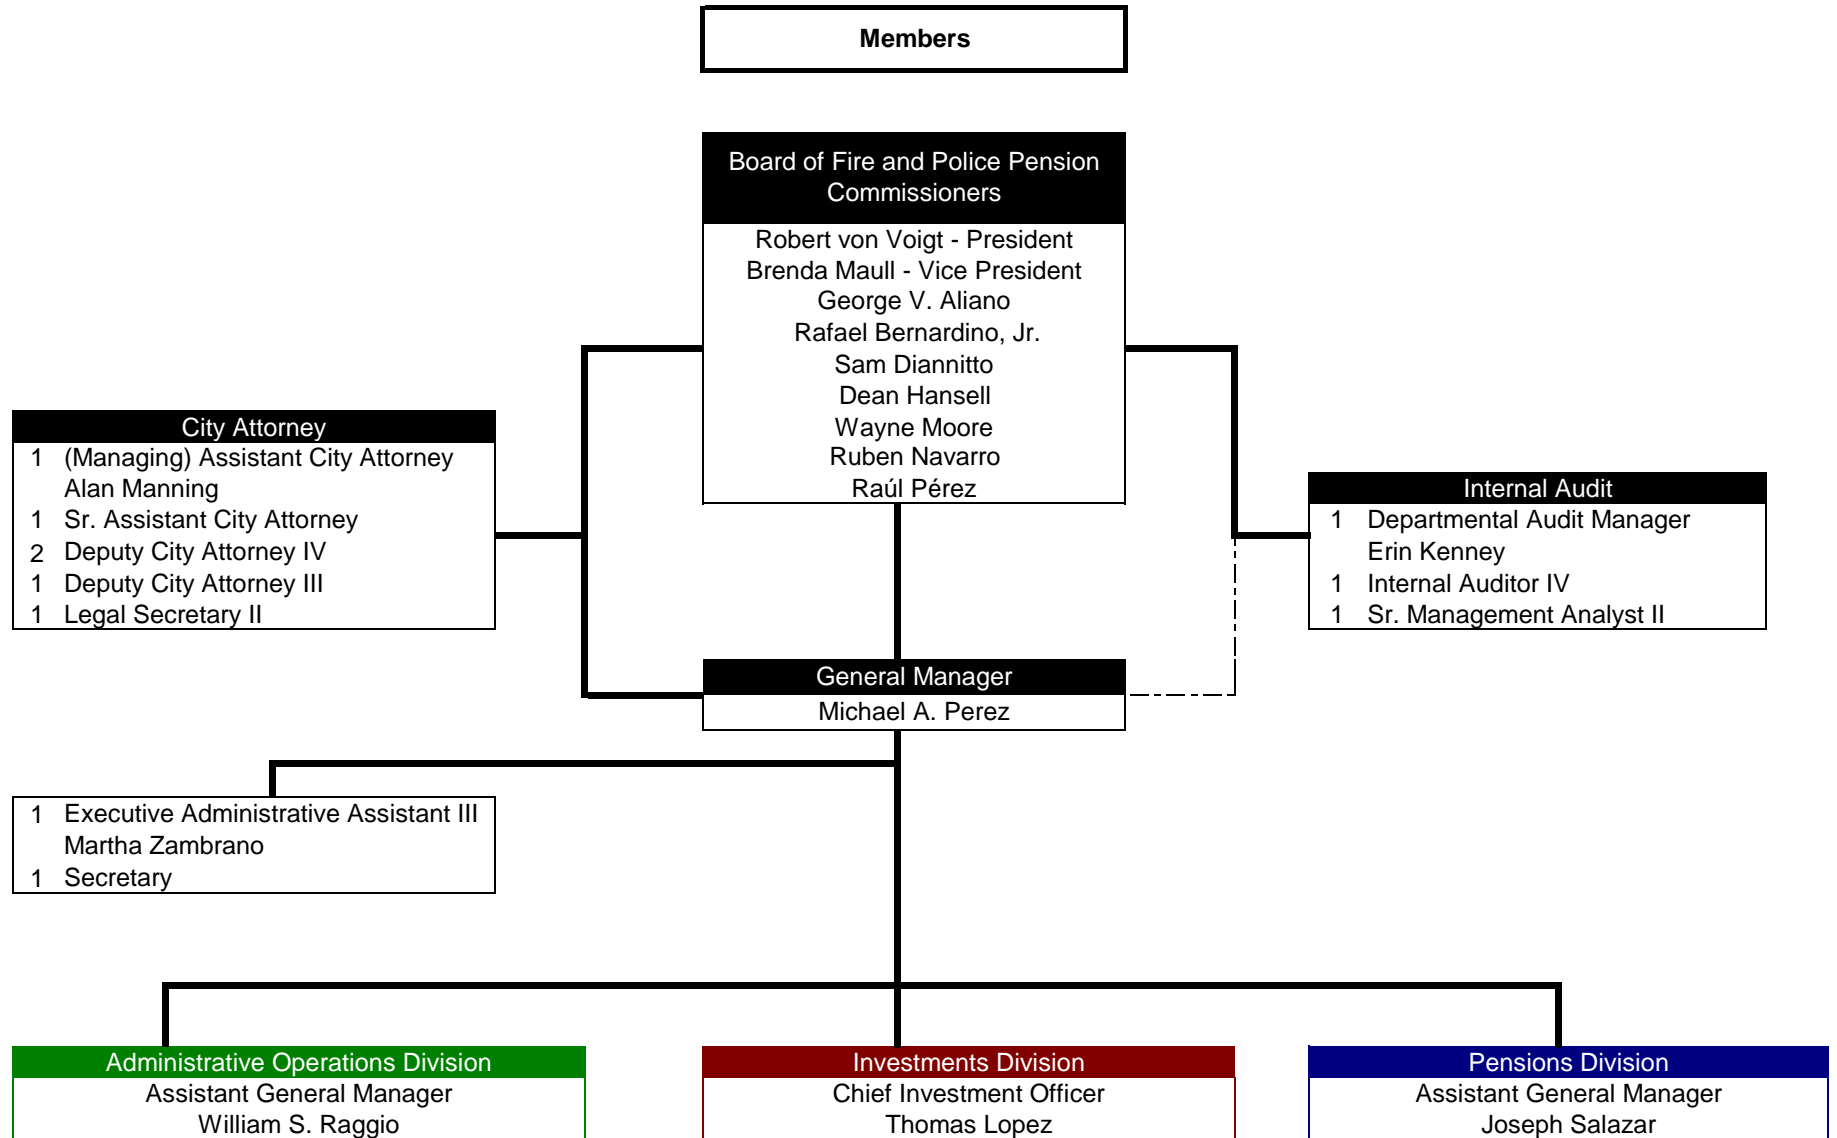 Members
Board of Fire and Police Pension
Commissioners
Robert von Voigt - President
Brenda Maull - Vice President
George V. Aliano
Rafael Bernardino, Jr.
Sam Diannitto
Dean Hansell
Wayne Moore
Ruben Navarro
Raúl Pérez
City Attorney
1 (Managing) Assistant City Attorney
Alan Manning
1 Sr. Assistant City Attorney
2 Deputy City Attorney IV
1 Deputy City Attorney III
1 Legal Secretary II
Internal Audit
1 Departmental Audit Manager
Erin Kenney
1 Internal Auditor IV
1 Sr. Management Analyst II
General Manager
Michael A. Perez
1 Executive Administrative Assistant III
Martha Zambrano
1 Secretary
Administrative Operations Division
Assistant General Manager
William S. Raggio
Investments Division
Chief Investment Officer
Thomas Lopez
Pensions Division
Assistant General Manager
Joseph Salazar